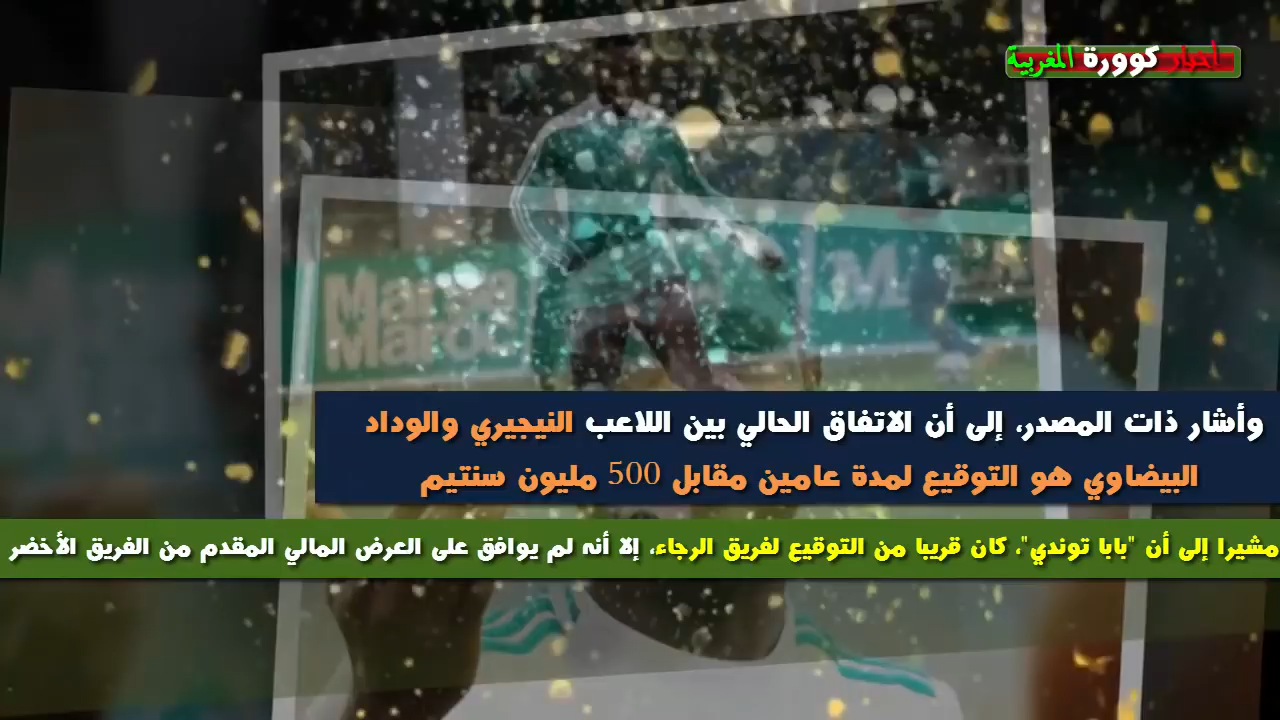 أخبار كوورة المغربية
Maroc
وأشار ذات المصدر، إلى أن الاتفاق الحالي بين اللاعب النيجيري والوداد
البيضاوي هو التوقيع لمدة عامين مقابل 500 مليون سنتيم
مشيرا إلى أن "بابا توندي"، كان قريبا من التوقيع لفريق الرجاء، إلا أنه لم يوافق على العرض المالي المقدم من الفريق الأخضر